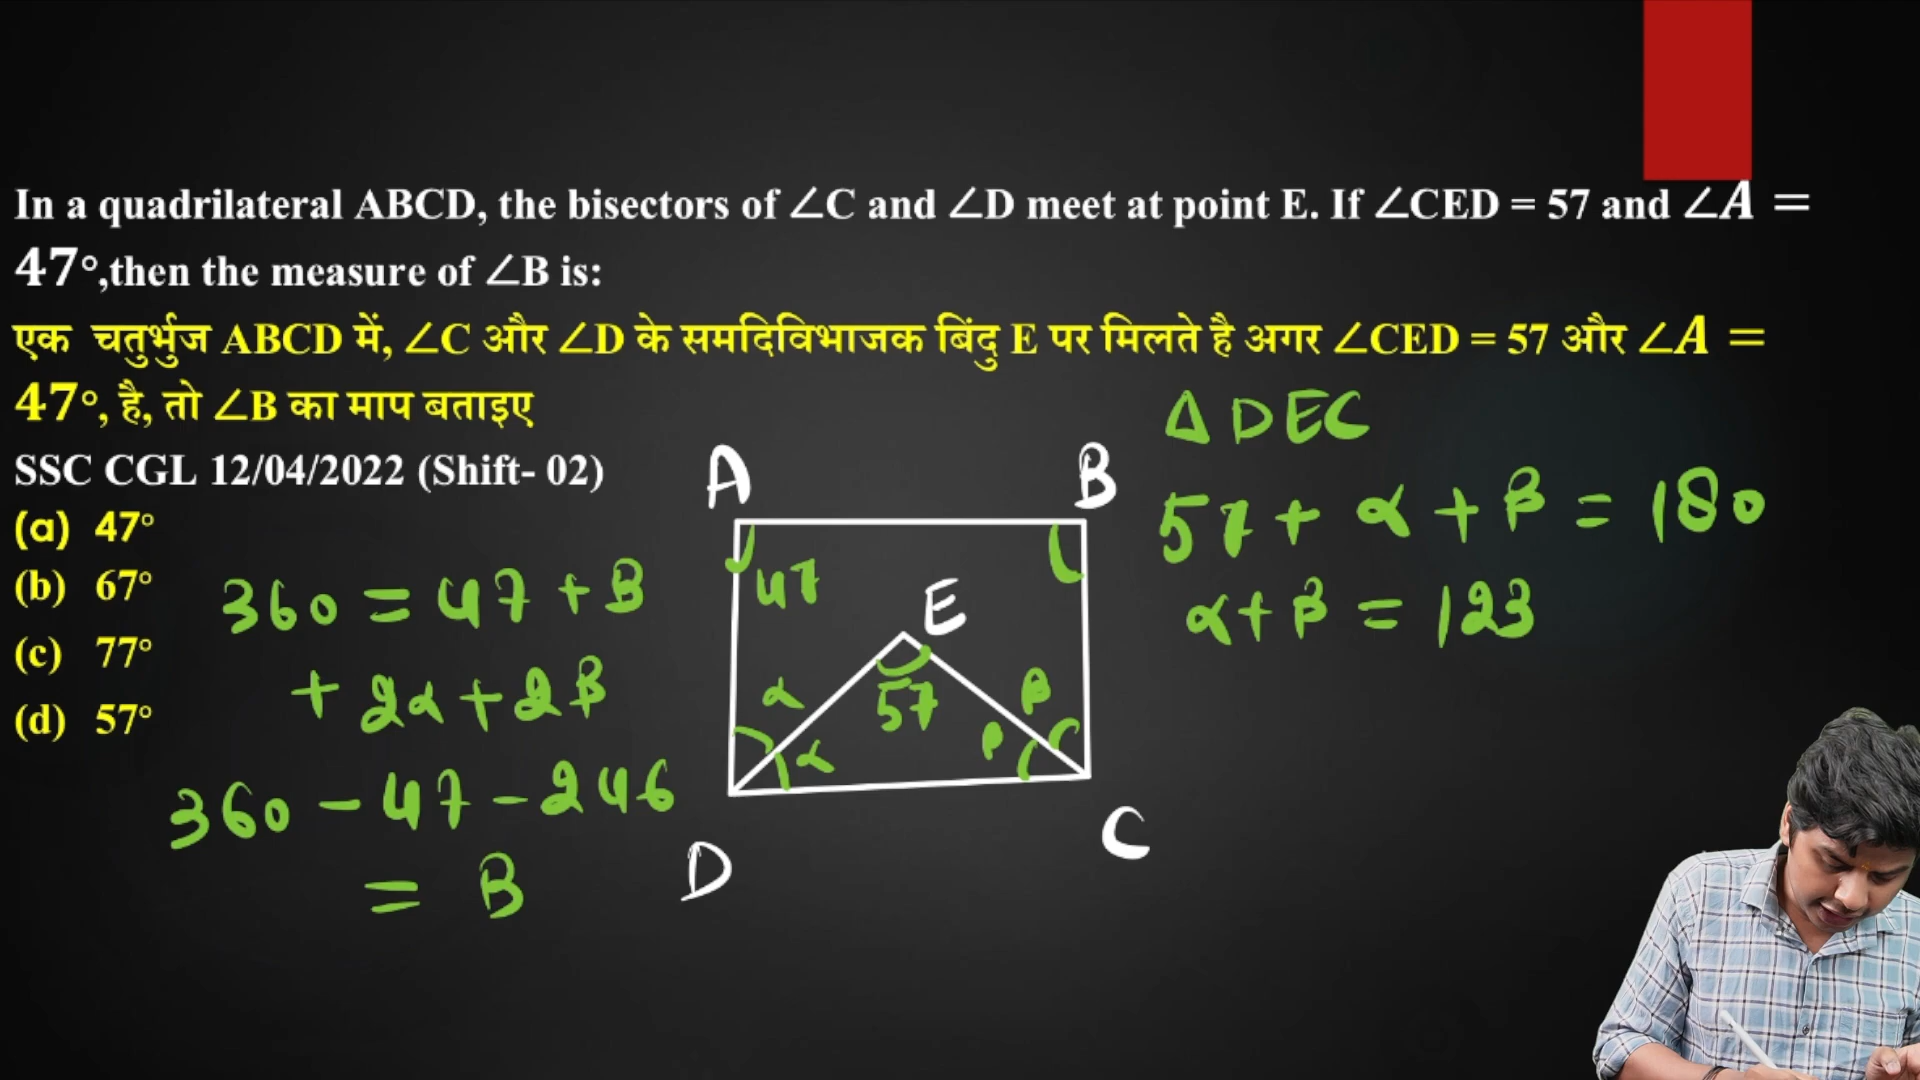 In a quadrilateral ABCD, the bisectors of ∠C and ∠D meet at point E. If ∠CED = 57 and ∠A =
47°,then the measure of ∠B is:
एक चतुर्भुज ABCD में, ∠C और ∠D के समदिविभाजक बिंदु E पर मिलते है अगर ∠CED = 57 और ∠A =
47°, है, तो ∠B का माप बताइए
SSC CGL 12/04/2022 (Shift- 02)
(a) 47°
(b) 67°
(c) 77°
(d) 57°
360 = 47 + B
+ 2α + 2β
360 - 47 - 246
= B
A
B
47
E
57
α
α
β
β
D
C
Δ DEC
57 + α + β = 180
α + β = 123